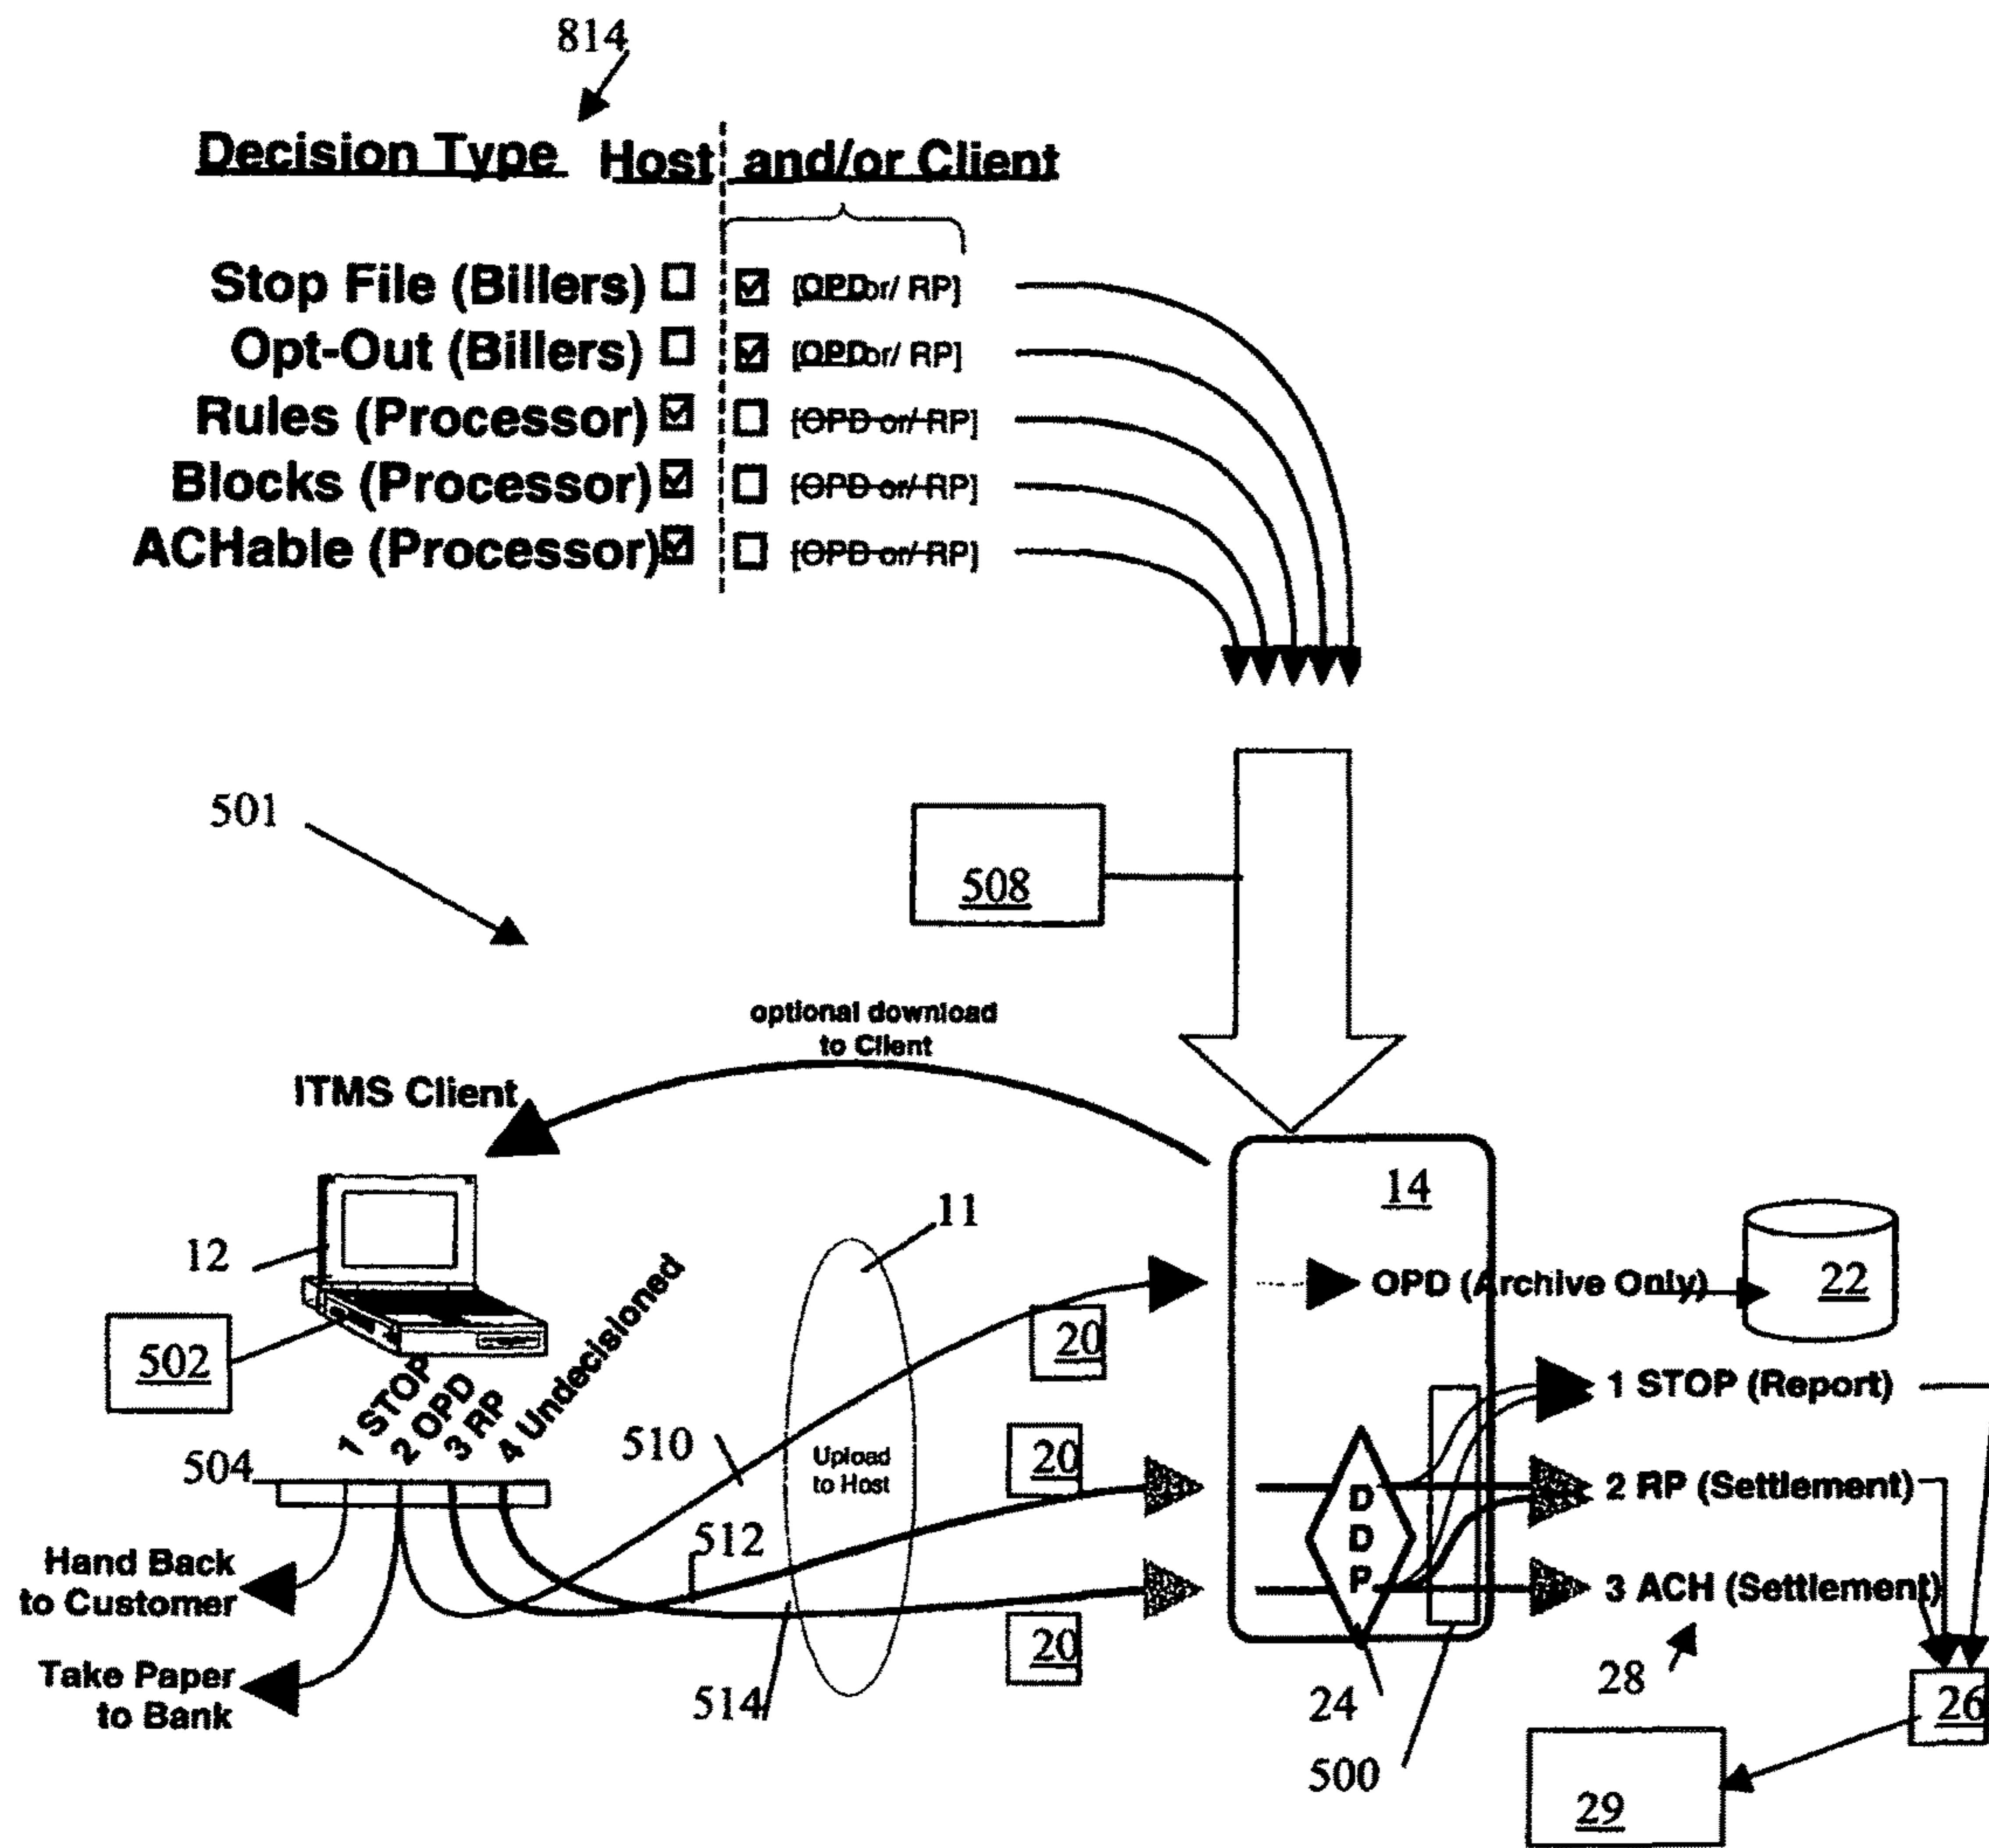 814
Decision Type Host and/or Client
Stop File (Billers) [OPD or/ RP]
Opt-Out (Billers) [OPD or/ RP]
Rules (Processor) [OPD or/ RP]
Blocks (Processor) [OPD or/ RP]
ACHable (Processor) [OPD or/ RP]
501
508
optional download
to Client
ITMS Client
14
11
12
OPD (Archive Only)
22
20
502
1 STOP
2 OPD
3 RP
4 Undecisioned
1 STOP (Report)
510
Upload
to Host
20
504
DDP
2 RP (Settlement)
512
Hand Back
to Customer
3 ACH (Settlement)
20
Take Paper
to Bank
514
24
28
26
500
29